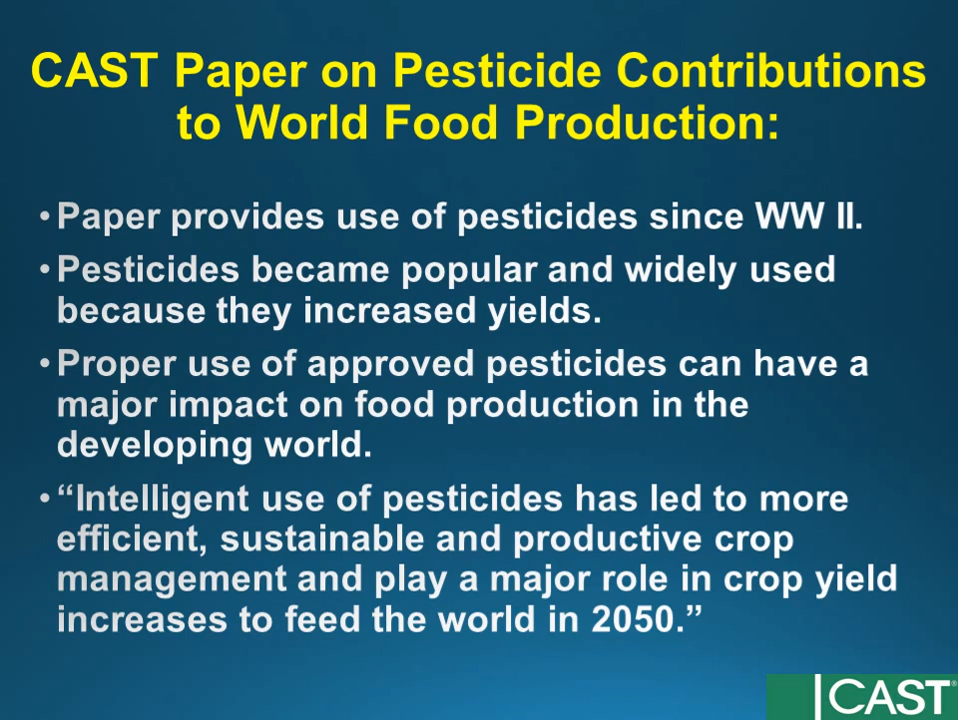 CAST Paper on Pesticide Contributions
to World Food Production:
• Paper provides use of pesticides since WW II.
• Pesticides became popular and widely used
because they increased yields.
• Proper use of approved pesticides can have a
major impact on food production in the
developing world.
• “Intelligent use of pesticides has led to more
efficient, sustainable and productive crop
management and play a major role in crop yield
increases to feed the world in 2050.”
CAST®